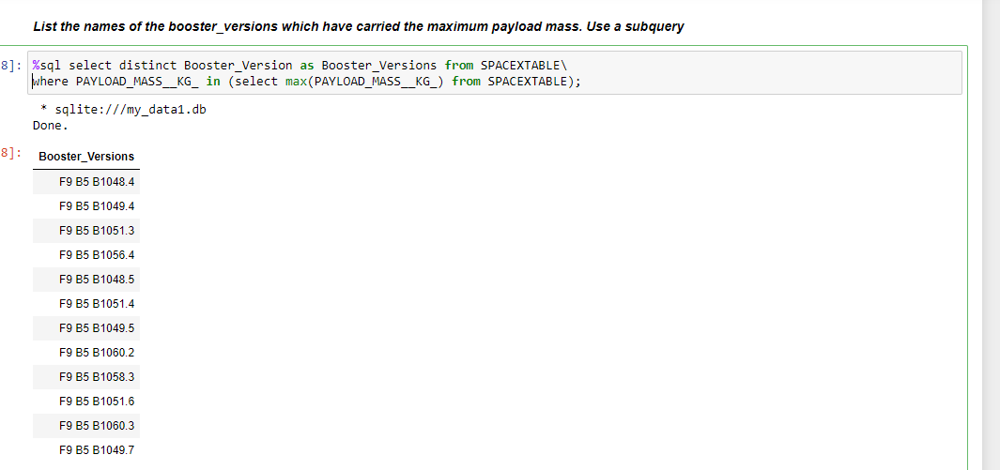 List the names of the booster_versions which have carried the maximum payload mass. Use a subquery
8]: %sql select distinct Booster_Version as Booster_Versions from SPACEXTABLE\
where PAYLOAD_MASS__KG_ in (select max(PAYLOAD_MASS__KG_) from SPACEXTABLE);
* sqlite:///my_data1.db
Done.
8]: Booster_Versions
F9 B5 B1048.4
F9 B5 B1049.4
F9 B5 B1051.3
F9 B5 B1056.4
F9 B5 B1048.5
F9 B5 B1051.4
F9 B5 B1049.5
F9 B5 B1060.2
F9 B5 B1058.3
F9 B5 B1051.6
F9 B5 B1060.3
F9 B5 B1049.7